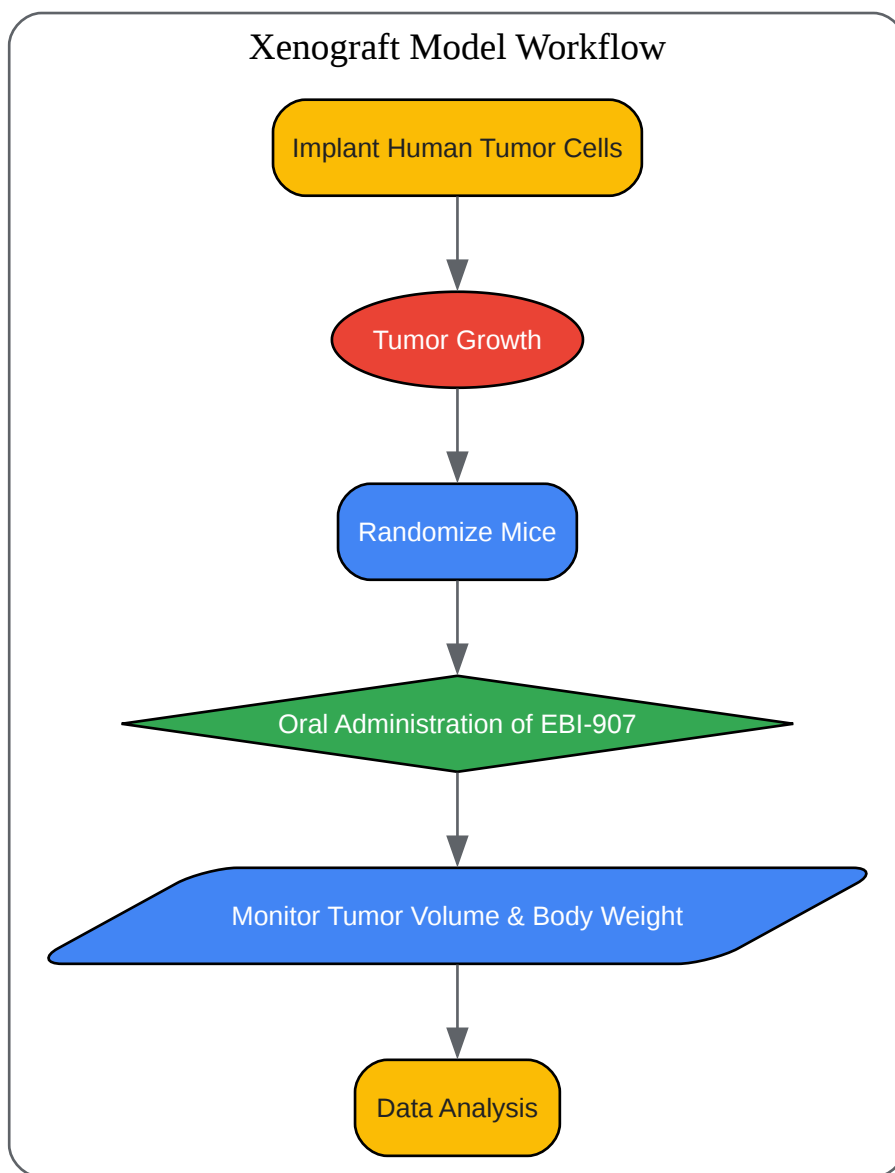 Xenograft Model Workflow
Implant Human Tumor Cells
Tumor Growth
Randomize Mice
Oral Administration of EBI-907
Monitor Tumor Volume & Body Weight
Data Analysis